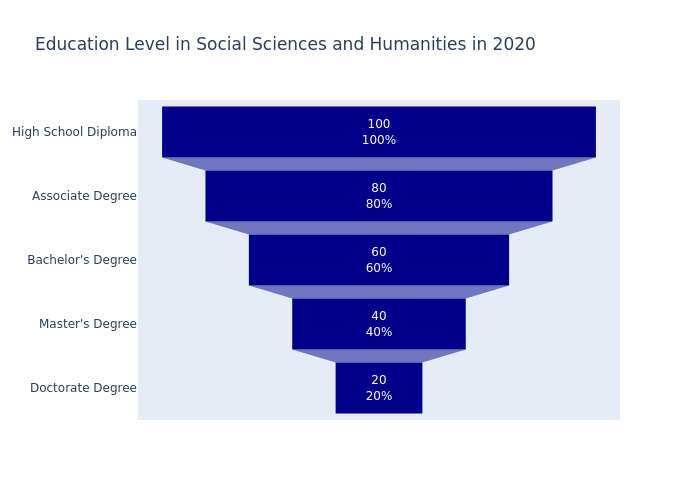 Education Level in Social Sciences and Humanities in 2020
High School Diploma
100
100%
Associate Degree
80
80%
Bachelor's Degree
60
60%
Master's Degree
40
40%
Doctorate Degree
20
20%